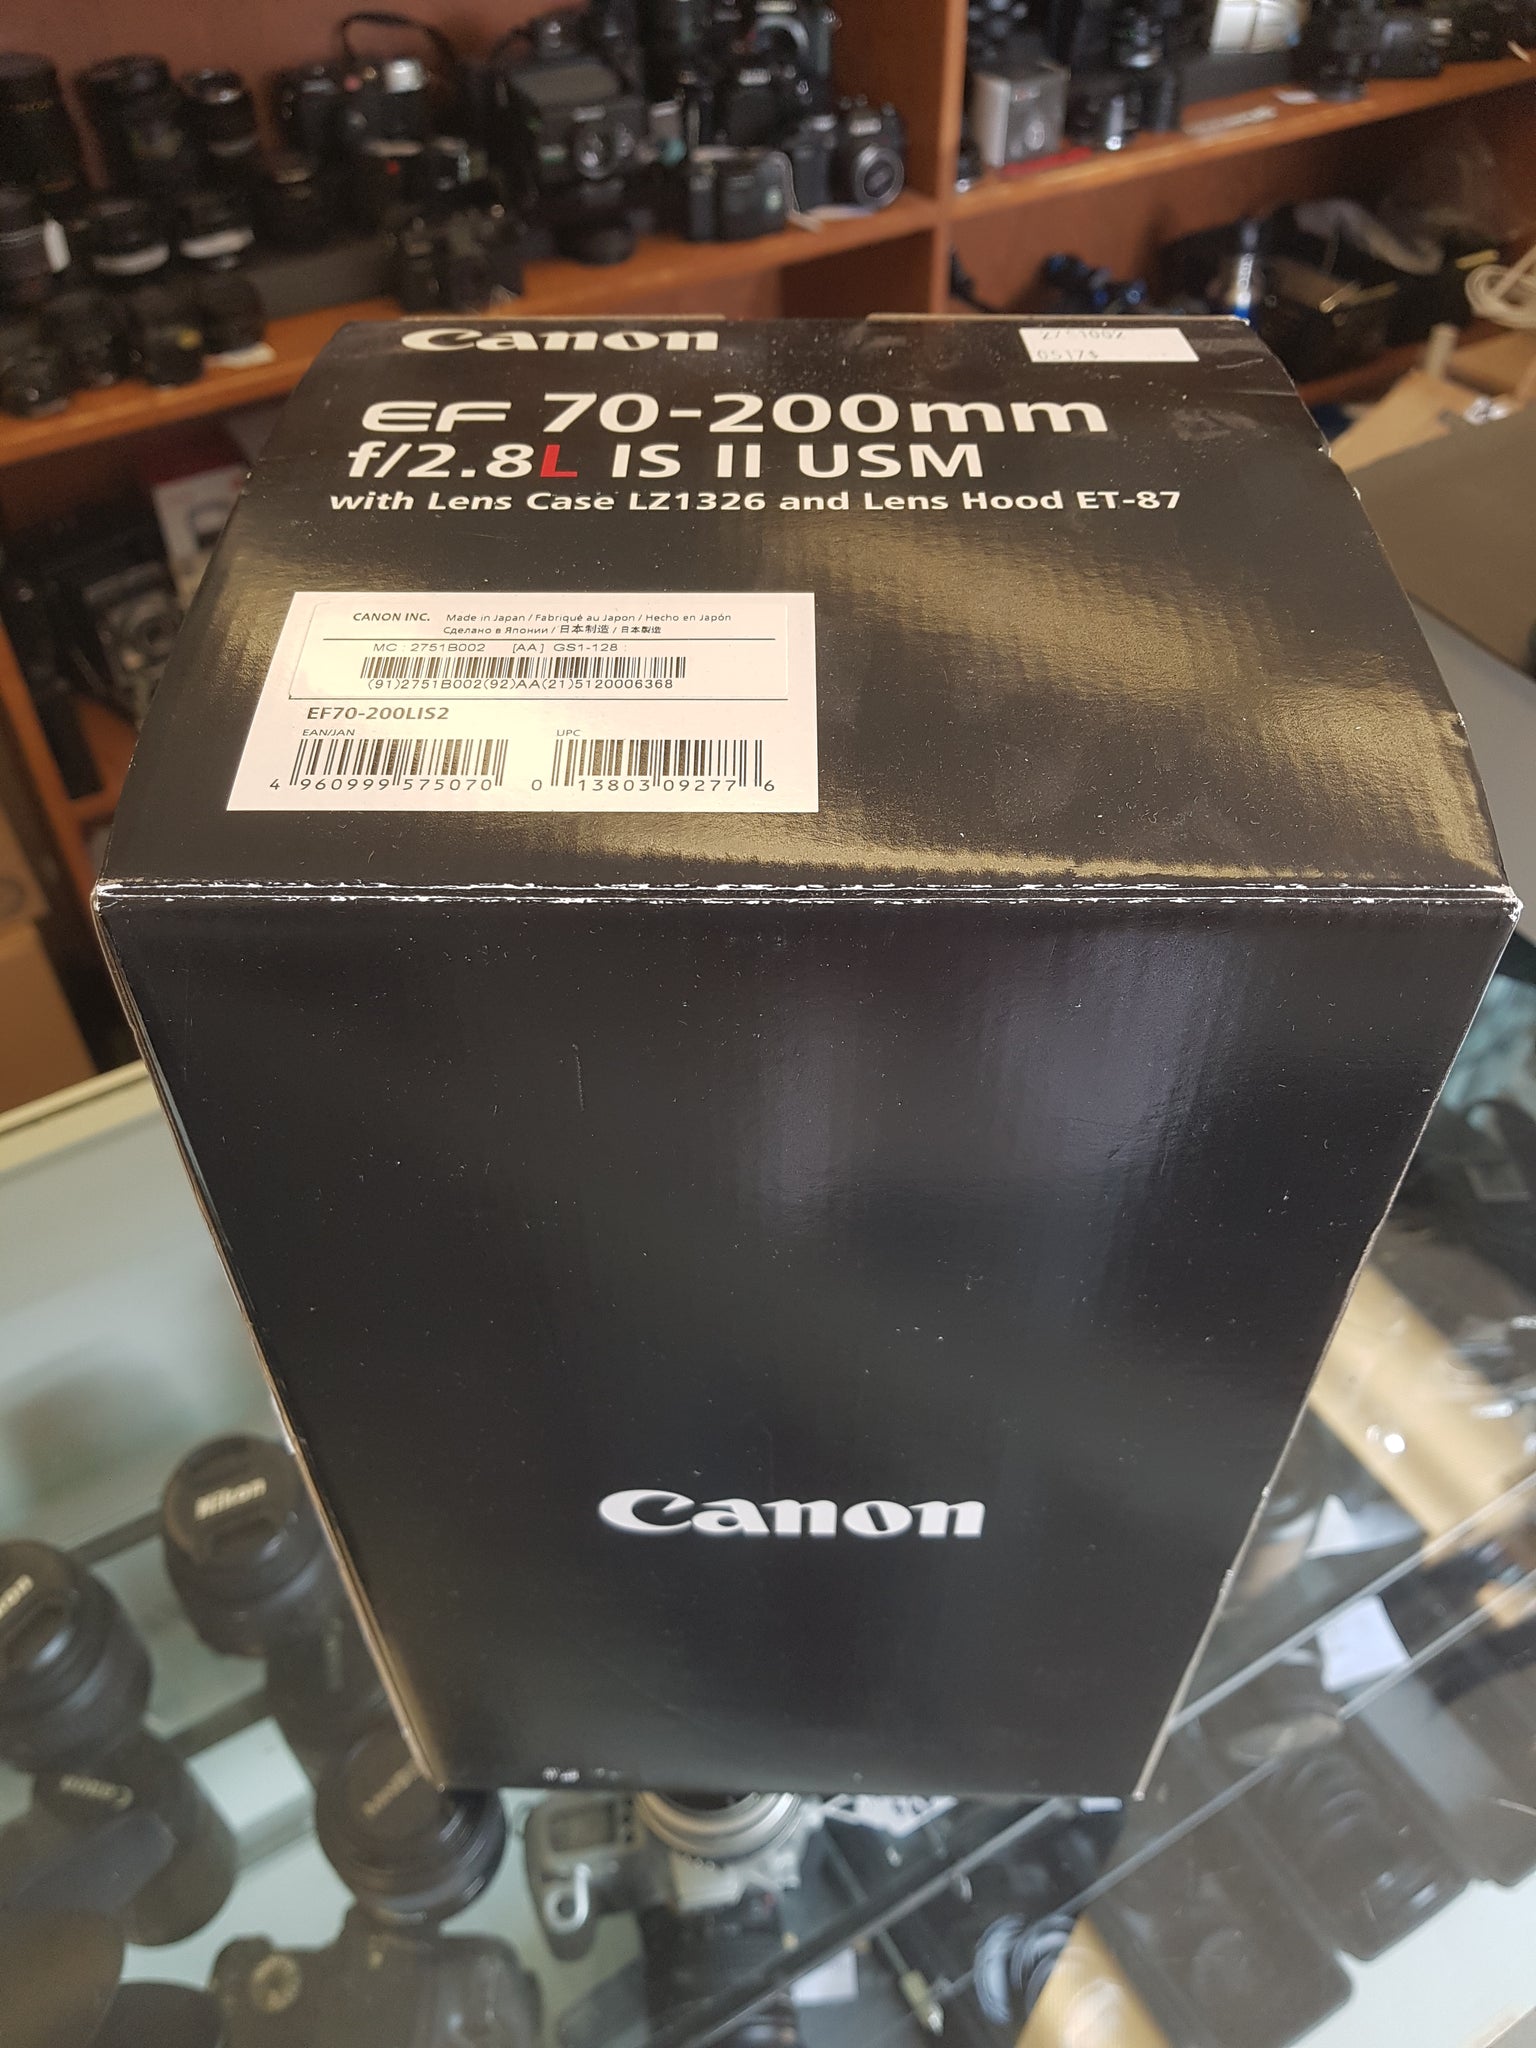 Canon
EF 70-200mm
f/2.8L IS II USM
with Lens Case LZ1326 and Lens Hood ET-87
0517$
CANON INC. Made in Japan / Fabriqué au Japon / Hecho en Japón
Сделано в Японии / 日本制造 / 日本製造
MC : 2751B002 [AA] GS1-128 :
(91)2751B002(92)AA(21)5120006368
EF70-200LIS2
EAN/JAN UPC
4 960999 575070 0 13803 09277 6
Canon
Nikon
Canon